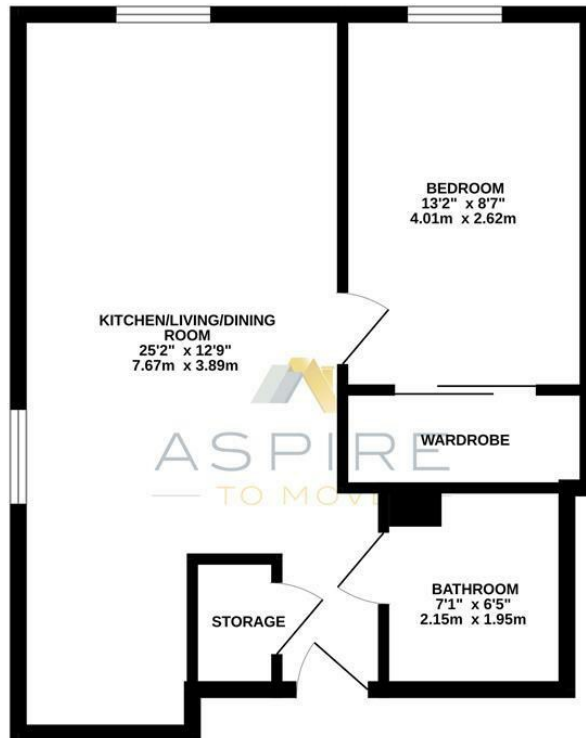 BEDROOM
13'2" x 8'7"
4.01m x 2.62m
KITCHEN/LIVING/DINING
ROOM
25'2" x 12'9"
7.67m x 3.89m
WARDROBE
ASPIRE
TO MOVE
BATHROOM
7'1" x 6'5"
2.15m x 1.95m
STORAGE